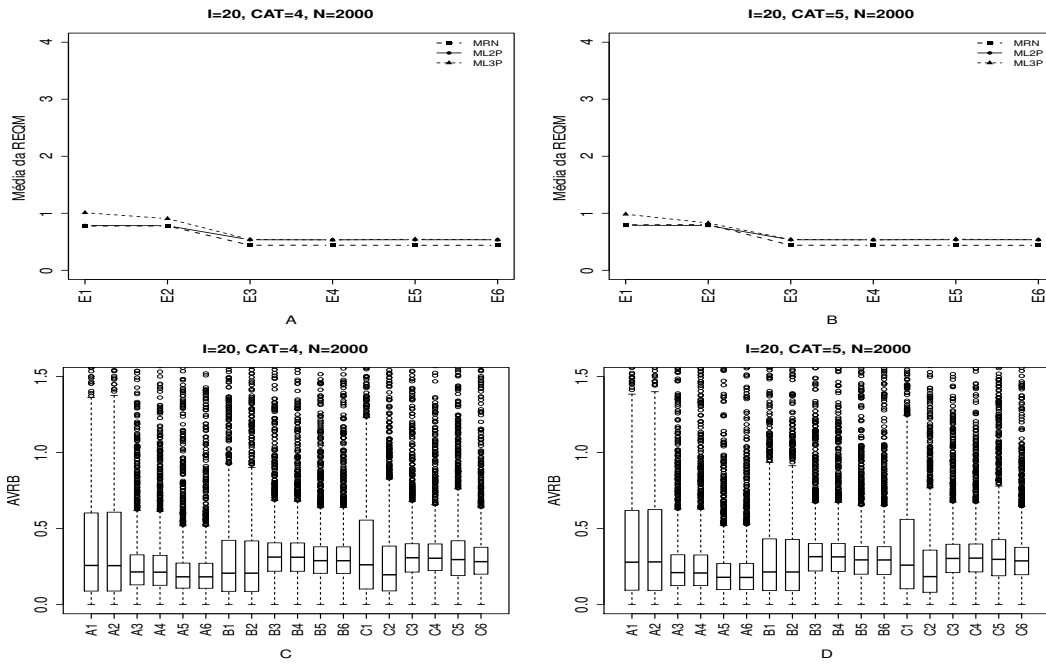 I=20, CAT=4, N=2000
Média da REQM
4
3
2
1
0
MRN
ML2P
ML3P
E1 E2 E3 E4 E5 E6
A
I=20, CAT=5, N=2000
Média da REQM
4
3
2
1
0
MRN
ML2P
ML3P
E1 E2 E3 E4 E5 E6
B
I=20, CAT=4, N=2000
AVRB
1.5
1.0
0.5
0.0
A1 A2 A3 A4 A5 A6 B1 B2 B3 B4 B5 B6 C1 C2 C3 C4 C5 C6
C
I=20, CAT=5, N=2000
AVRB
1.5
1.0
0.5
0.0
A1 A2 A3 A4 A5 A6 B1 B2 B3 B4 B5 B6 C1 C2 C3 C4 C5 C6
D